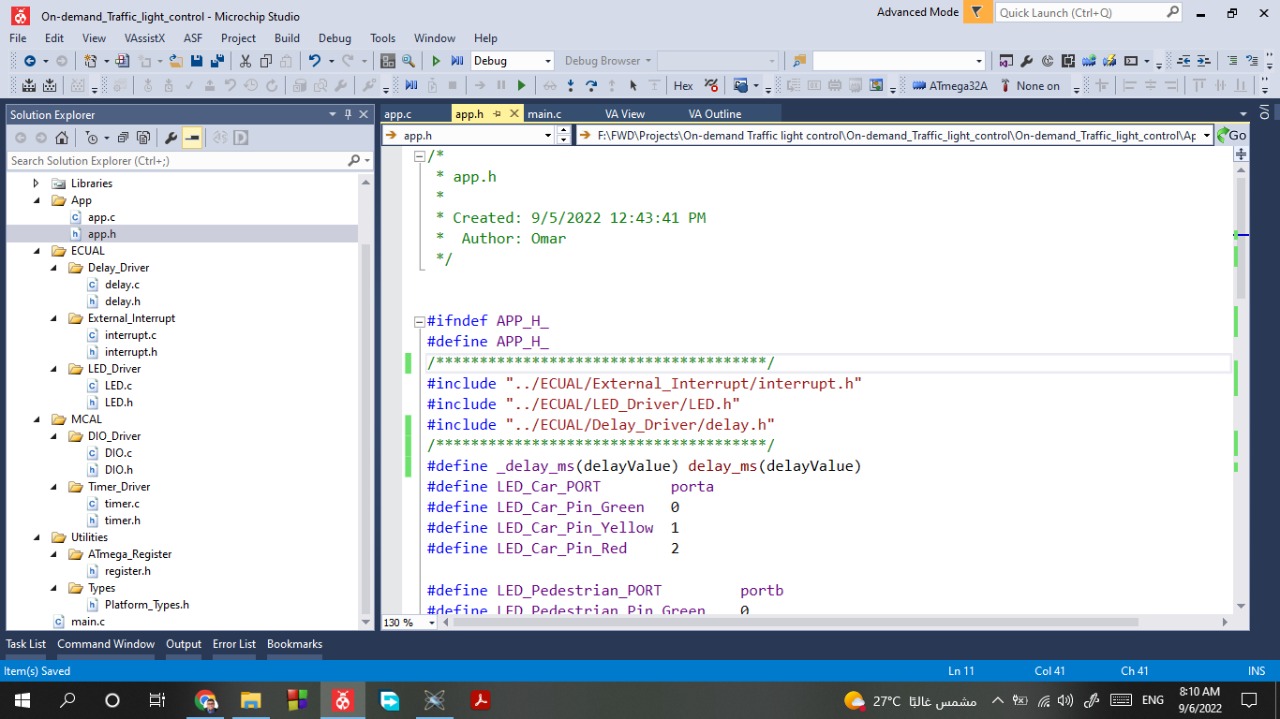 On-demand_Traffic_light_control - Microchip Studio
Advanced Mode
Quick Launch (Ctrl+Q)
File Edit View VAssistX ASF Project Build Debug Tools Window Help
Debug
Debug Browser
Hex
ATmega32A
None on
Solution Explorer
app.c
app.h
main.c
VA View
VA Outline
I/O
app.h
F:\FWD\Projects\On-demand Traffic light control\On-demand_Traffic_light_control\On-demand_Traffic_light_control\Ap
Go
Search Solution Explorer (Ctrl+;)
Libraries
App
app.c
app.h
ECUAL
Delay_Driver
delay.c
delay.h
External_Interrupt
interrupt.c
interrupt.h
LED_Driver
LED.c
LED.h
MCAL
DIO_Driver
DIO.c
DIO.h
Timer_Driver
timer.c
timer.h
Utilities
ATmega_Register
register.h
Types
Platform_Types.h
main.c
/*
* app.h
*
* Created: 9/5/2022 12:43:41 PM
* Author: Omar
*/
#ifndef APP_H_
#define APP_H_
/**************************************/
#include "../ECUAL/External_Interrupt/interrupt.h"
#include "../ECUAL/LED_Driver/LED.h"
#include "../ECUAL/Delay_Driver/delay.h"
/**************************************/
#define _delay_ms(delayValue) delay_ms(delayValue)
#define LED_Car_PORT porta
#define LED_Car_Pin_Green 0
#define LED_Car_Pin_Yellow 1
#define LED_Car_Pin_Red 2
#define LED_Pedestrian_PORT portb
#define LED_Pedestrian_Pin_Green 0
130 %
Task List Command Window Output Error List Bookmarks
Item(s) Saved
Ln 11 Col 41 Ch 41 INS
27°C مشمس غالبًا
ENG
8:10 AM
9/6/2022